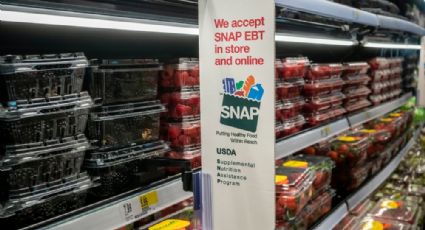 We accept
SNAP EBT in
store and
online
SNAP
Putting Healthy Food
Within Reach
USDA
Supplemental
Nutrition
Assistance
Program